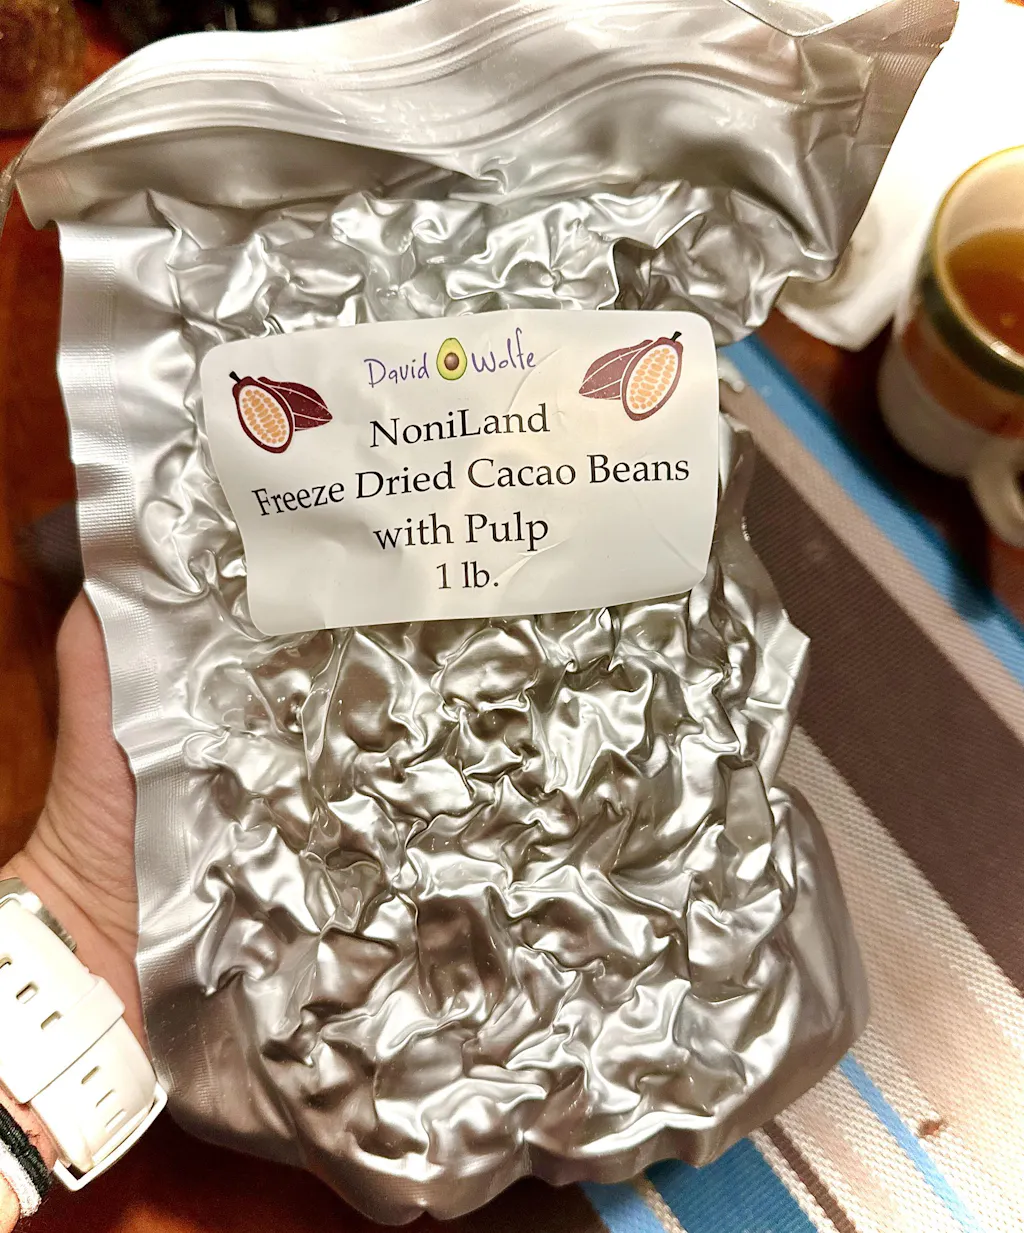 David Wolfe
NoniLand
Freeze Dried Cacao Beans
with Pulp
1 lb.